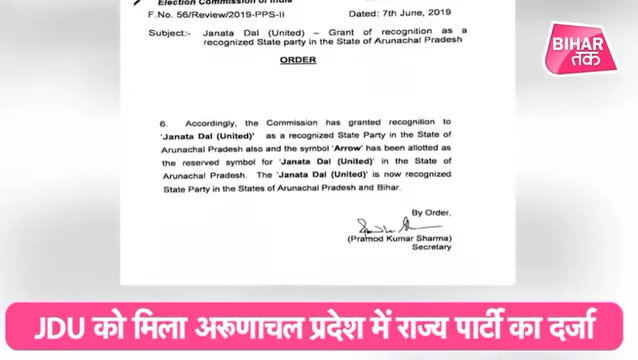 Election Commission of India
F.No. 56/Review/2019-PPS-II Dated: 7th June, 2019
Subject:- Janata Dal (United) – Grant of recognition as a
recognized State party in the State of Arunachal Pradesh
ORDER
6. Accordingly, the Commission has granted recognition to
'Janata Dal (United)' as a recognized State Party in the State of
Arunachal Pradesh also and the symbol 'Arrow' has been allotted as
the reserved symbol for 'Janata Dal (United)' in the State of
Arunachal Pradesh. The 'Janata Dal (United)' is now recognized
State Party in the States of Arunachal Pradesh and Bihar.
By Order,
(Pramod Kumar Sharma)
Secretary
BIHAR
तक
JDU को मिला अरूणाचल प्रदेश में राज्य पार्टी का दर्जा